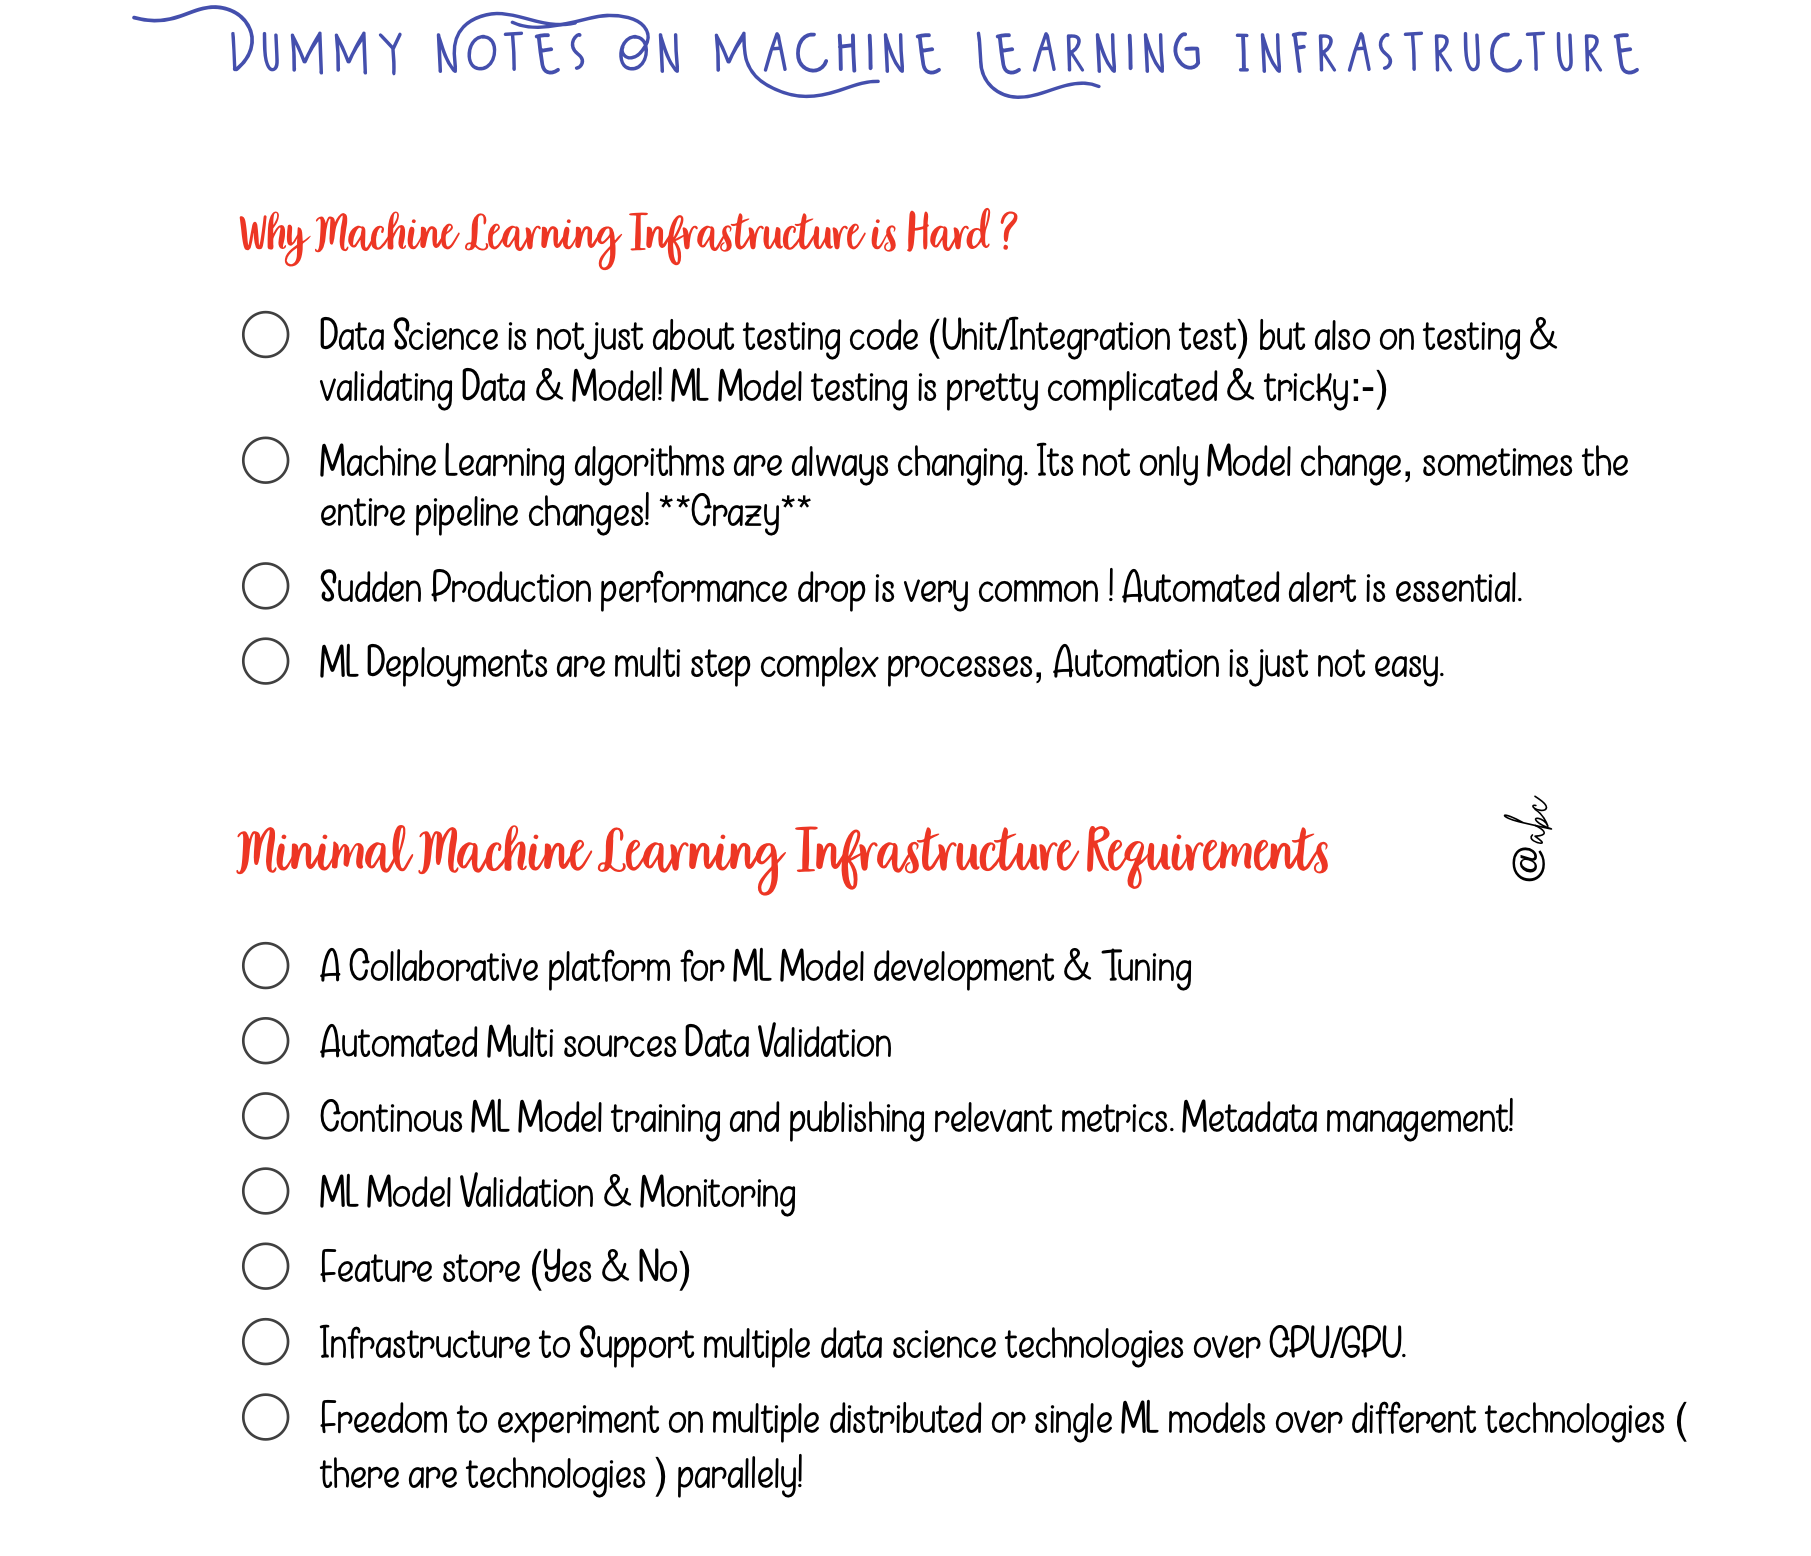 Dummy Notes on Machine Learning Infrastructure
Why Machine Learning Infrastructure is Hard ?
Data Science is not just about testing code (Unit/Integration test) but also on testing &
validating Data & Model! ML Model testing is pretty complicated & tricky:-)
Machine Learning algorithms are always changing. Its not only Model change, sometimes the
entire pipeline changes! **Crazy**
Sudden Production performance drop is very common ! Automated alert is essential.
ML Deployments are multi step complex processes, Automation is just not easy.
@abc
Minimal Machine Learning Infrastructure Requirements
A Collaborative platform for ML Model development & Tuning
Automated Multi sources Data Validation
Continous ML Model training and publishing relevant metrics. Metadata management!
ML Model Validation & Monitoring
Feature store (Yes & No)
Infrastructure to Support multiple data science technologies over CPU/GPU.
Freedom to experiment on multiple distributed or single ML models over different technologies (
there are technologies ) parallely!